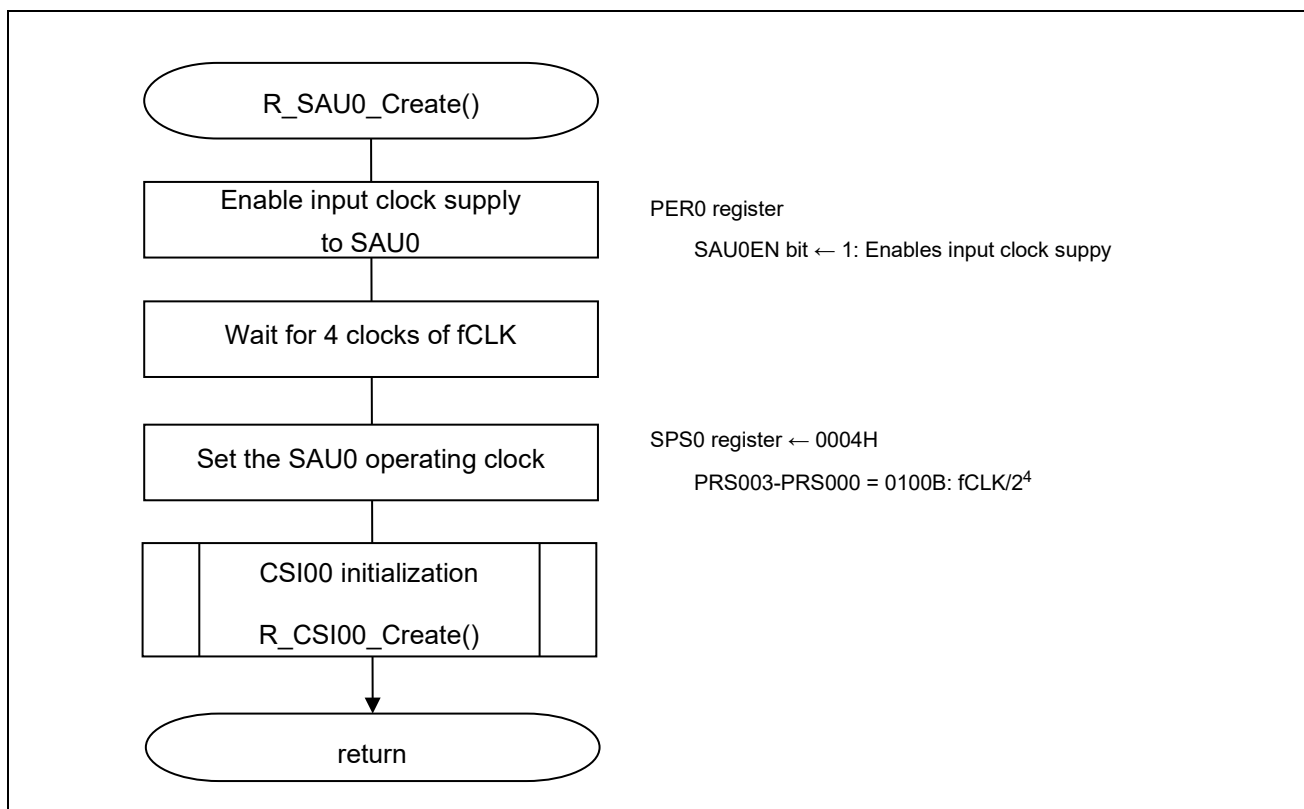 R_SAU0_Create()
Enable input clock supply
to SAU0
PER0 register
SAU0EN bit ← 1: Enables input clock suppy
Wait for 4 clocks of fCLK
Set the SAU0 operating clock
SPS0 register ← 0004H
PRS003-PRS000 = 0100B: fCLK/2⁴
CSI00 initialization
R_CSI00_Create()
return